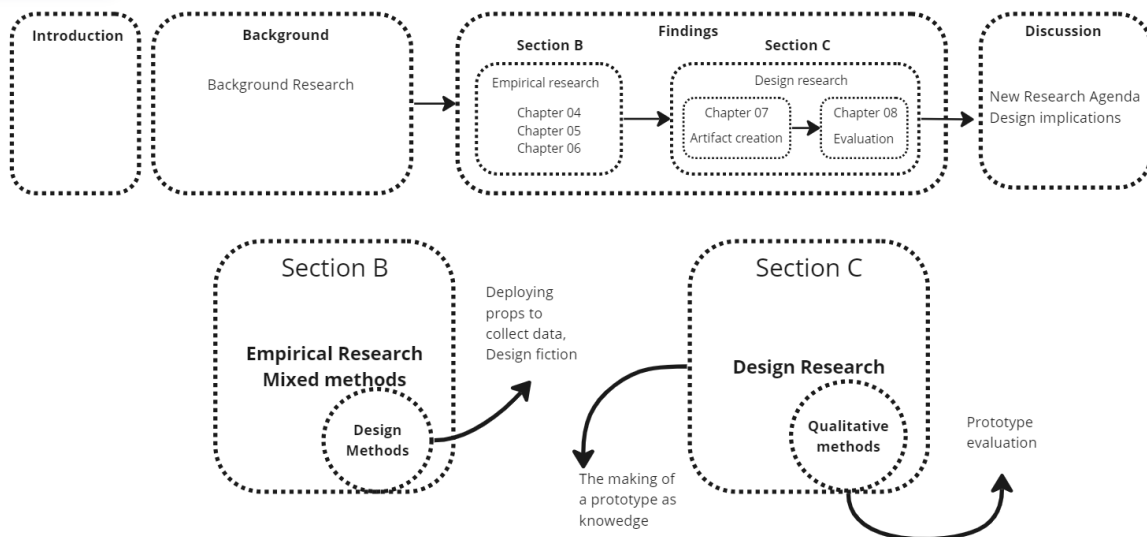 Introduction
Background
Background Research
Findings
Section B
Empirical research
Chapter 04
Chapter 05
Chapter 06
Section C
Design research
Chapter 07
Artifact creation
Chapter 08
Evaluation
Discussion
New Research Agenda
Design implications
Section B
Empirical Research
Mixed methods
Design
Methods
Deploying
props to
collect data,
Design fiction
Section C
Design Research
Qualitative
methods
The making of
a prototype as
knowedge
Prototype
evaluation